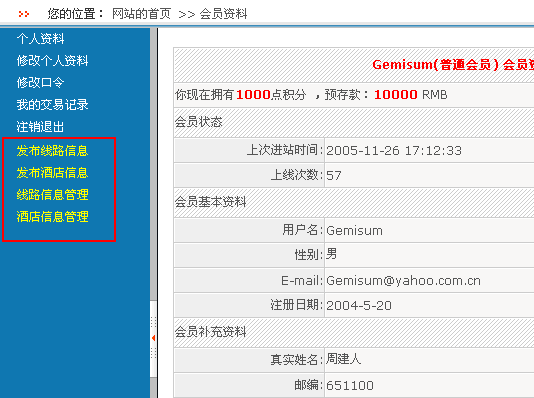 您的位置： 网站的首页 >> 会员资料
个人资料
修改个人资料
修改口令
我的交易记录
注销退出
发布线路信息
发布酒店信息
线路信息管理
酒店信息管理
Gemisum(普通会员) 会员资
你现在拥有1000点积分 ，预存款：10000 RMB
会员状态
上次进站时间: 2005-11-26 17:12:33
上线次数: 57
会员基本资料
用户名: Gemisum
性别: 男
E-mail: Gemisum@yahoo.com.cn
注册日期: 2004-5-20
会员补充资料
真实姓名: 周建人
邮编: 651100